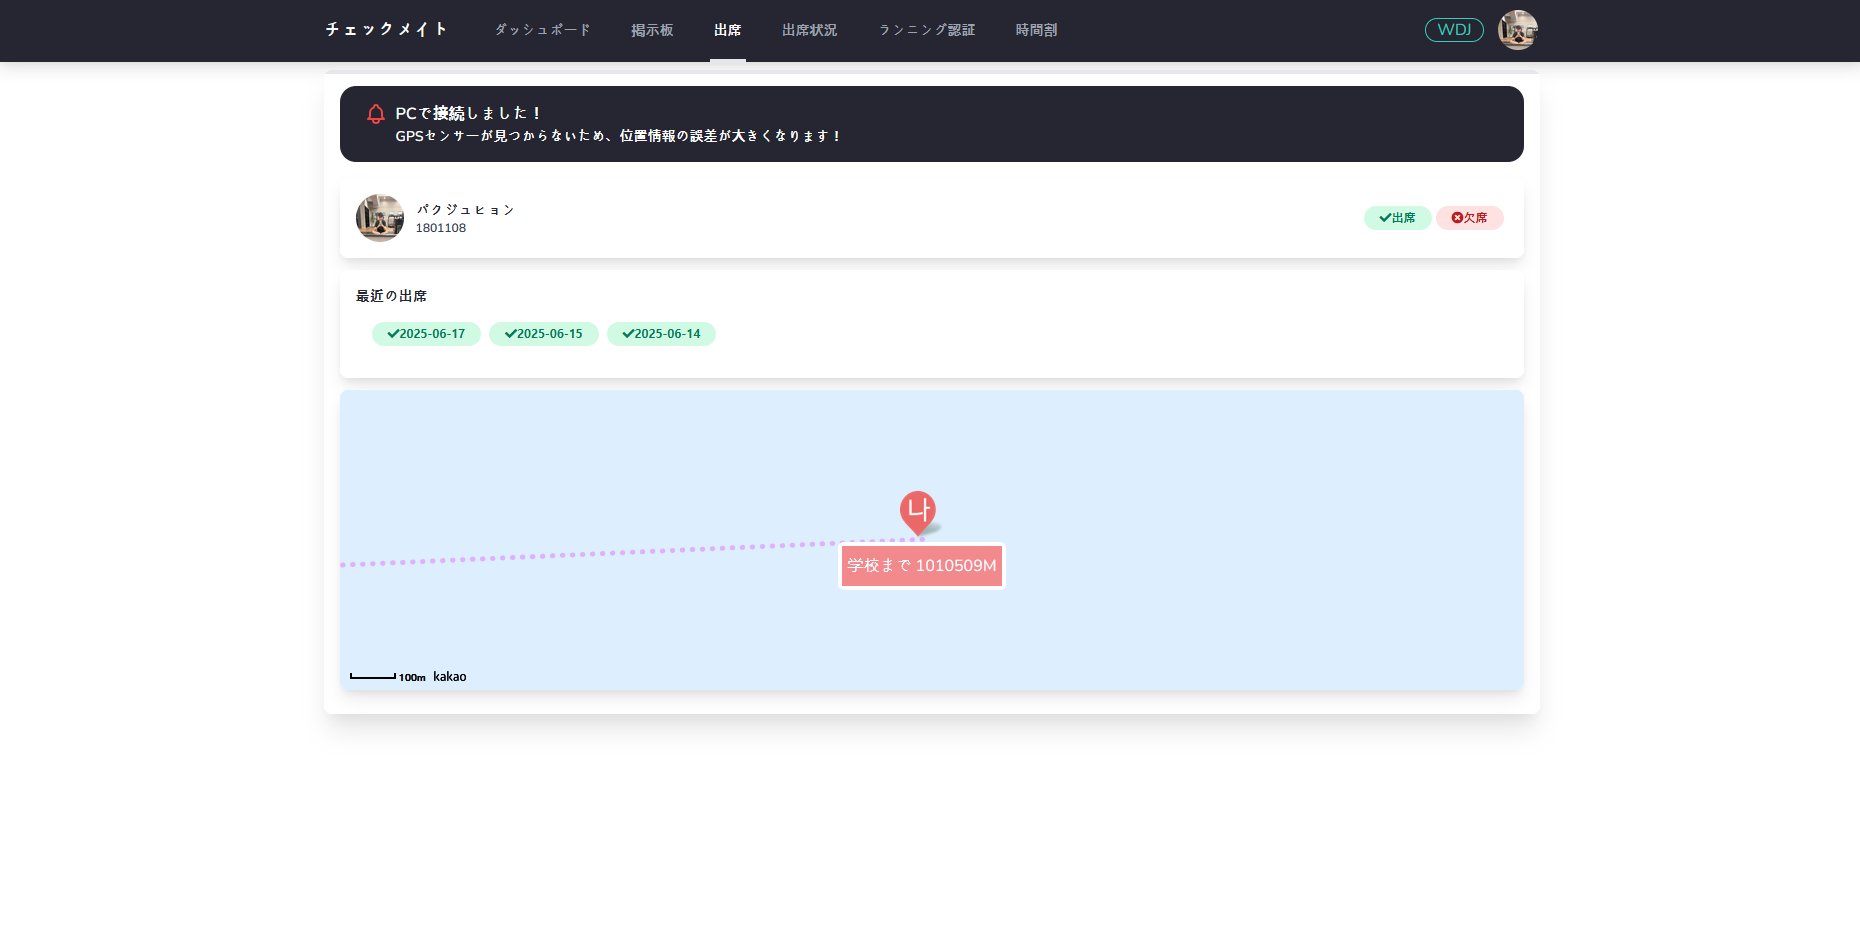 チェックメイト ダッシュボード 掲示板 出席 出席状況 ランニング認証 時間割 WDJ
PCで接続しました！
GPSセンサーが見つからないため、位置情報の誤差が大きくなります！
パクジュヒョン
1801108
出席 欠席
最近の出席
2025-06-17 2025-06-15 2025-06-14
나
学校まで 1010509M
100m kakao